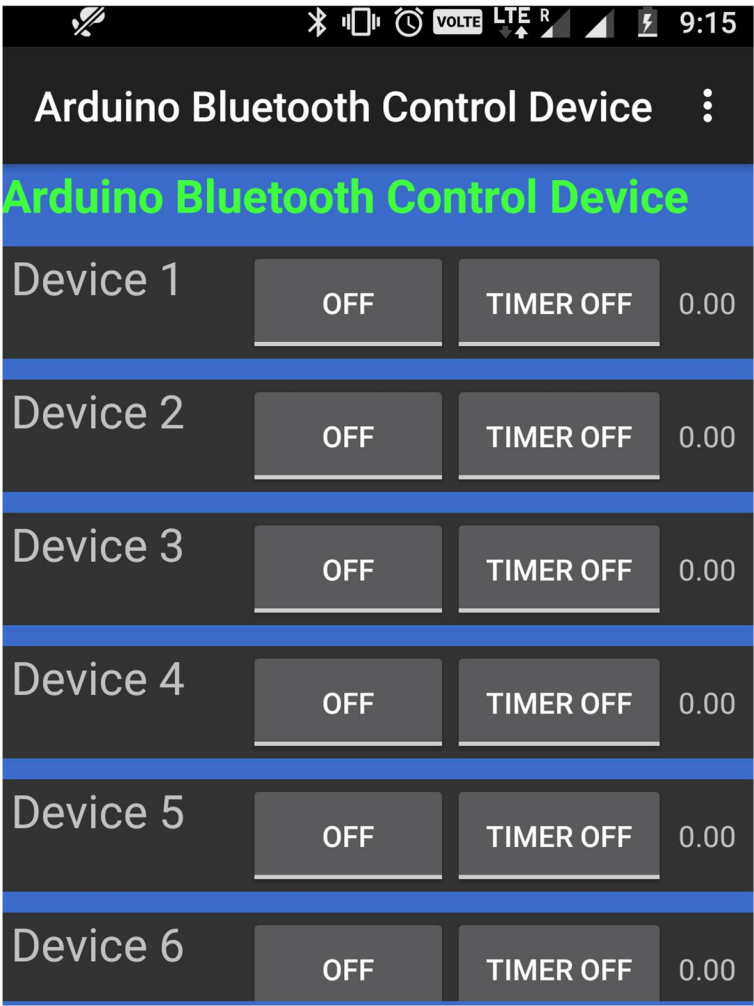 VOLTE LTE R 9:15
Arduino Bluetooth Control Device
Arduino Bluetooth Control Device
Device 1 OFF TIMER OFF 0.00
Device 2 OFF TIMER OFF 0.00
Device 3 OFF TIMER OFF 0.00
Device 4 OFF TIMER OFF 0.00
Device 5 OFF TIMER OFF 0.00
Device 6 OFF TIMER OFF 0.00